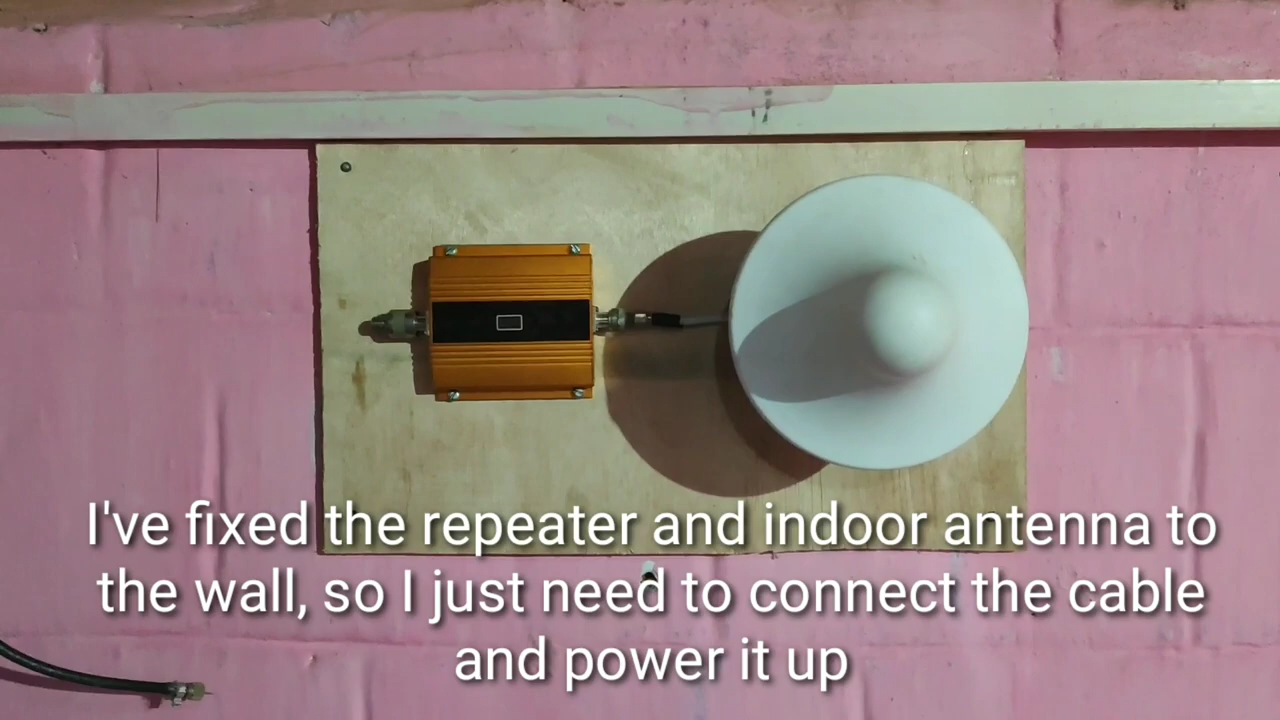 I've fixed the repeater and indoor antenna to
the wall, so I just need to connect the cable
and power it up